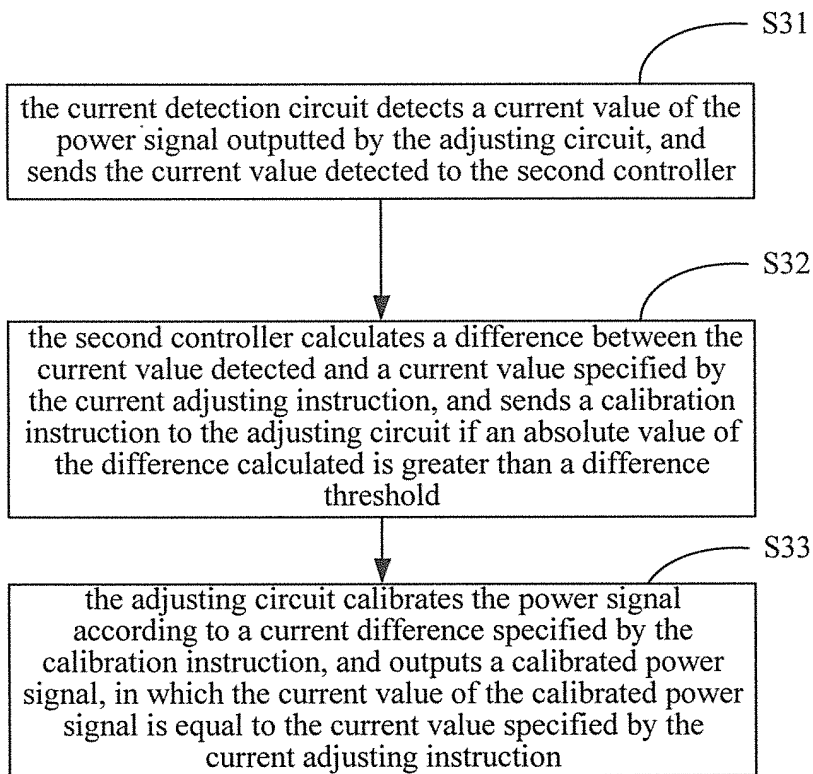 S31
the current detection circuit detects a current value of the
power signal outputted by the adjusting circuit, and
sends the current value detected to the second controller
S32
the second controller calculates a difference between the
current value detected and a current value specified by
the current adjusting instruction, and sends a calibration
instruction to the adjusting circuit if an absolute value of
the difference calculated is greater than a difference
threshold
S33
the adjusting circuit calibrates the power signal
according to a current difference specified by the
calibration instruction, and outputs a calibrated power
signal, in which the current value of the calibrated power
signal is equal to the current value specified by the
current adjusting instruction